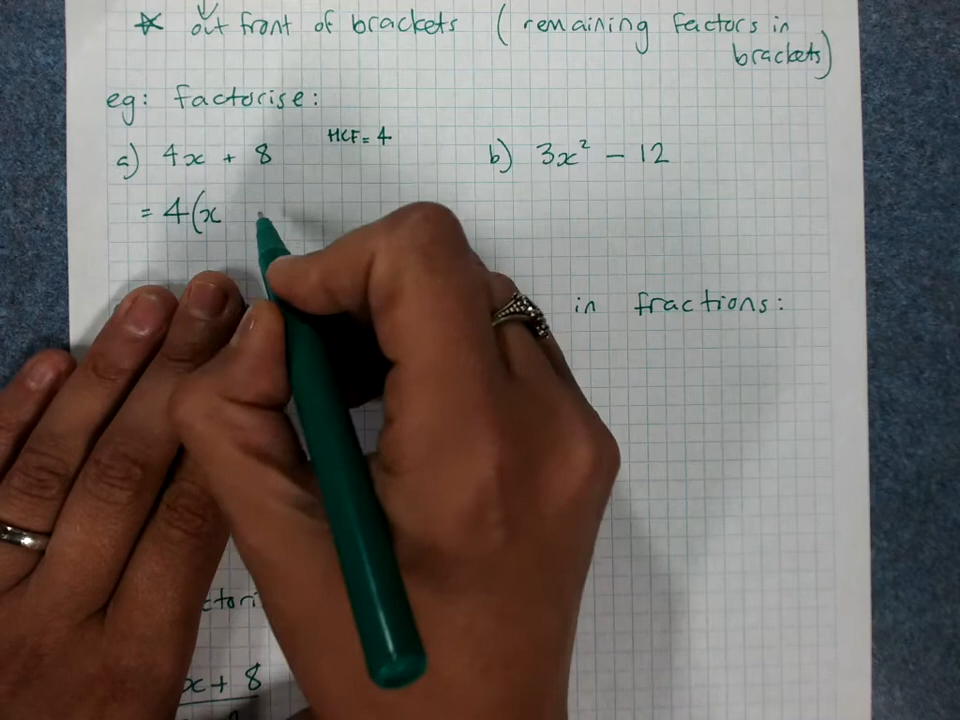 ☆ out front of brackets (remaining factors in
brackets)
eg: factorise:
a) 4x + 8 HCF = 4 b) 3x² - 12
= 4(x
in fractions:
x + 8